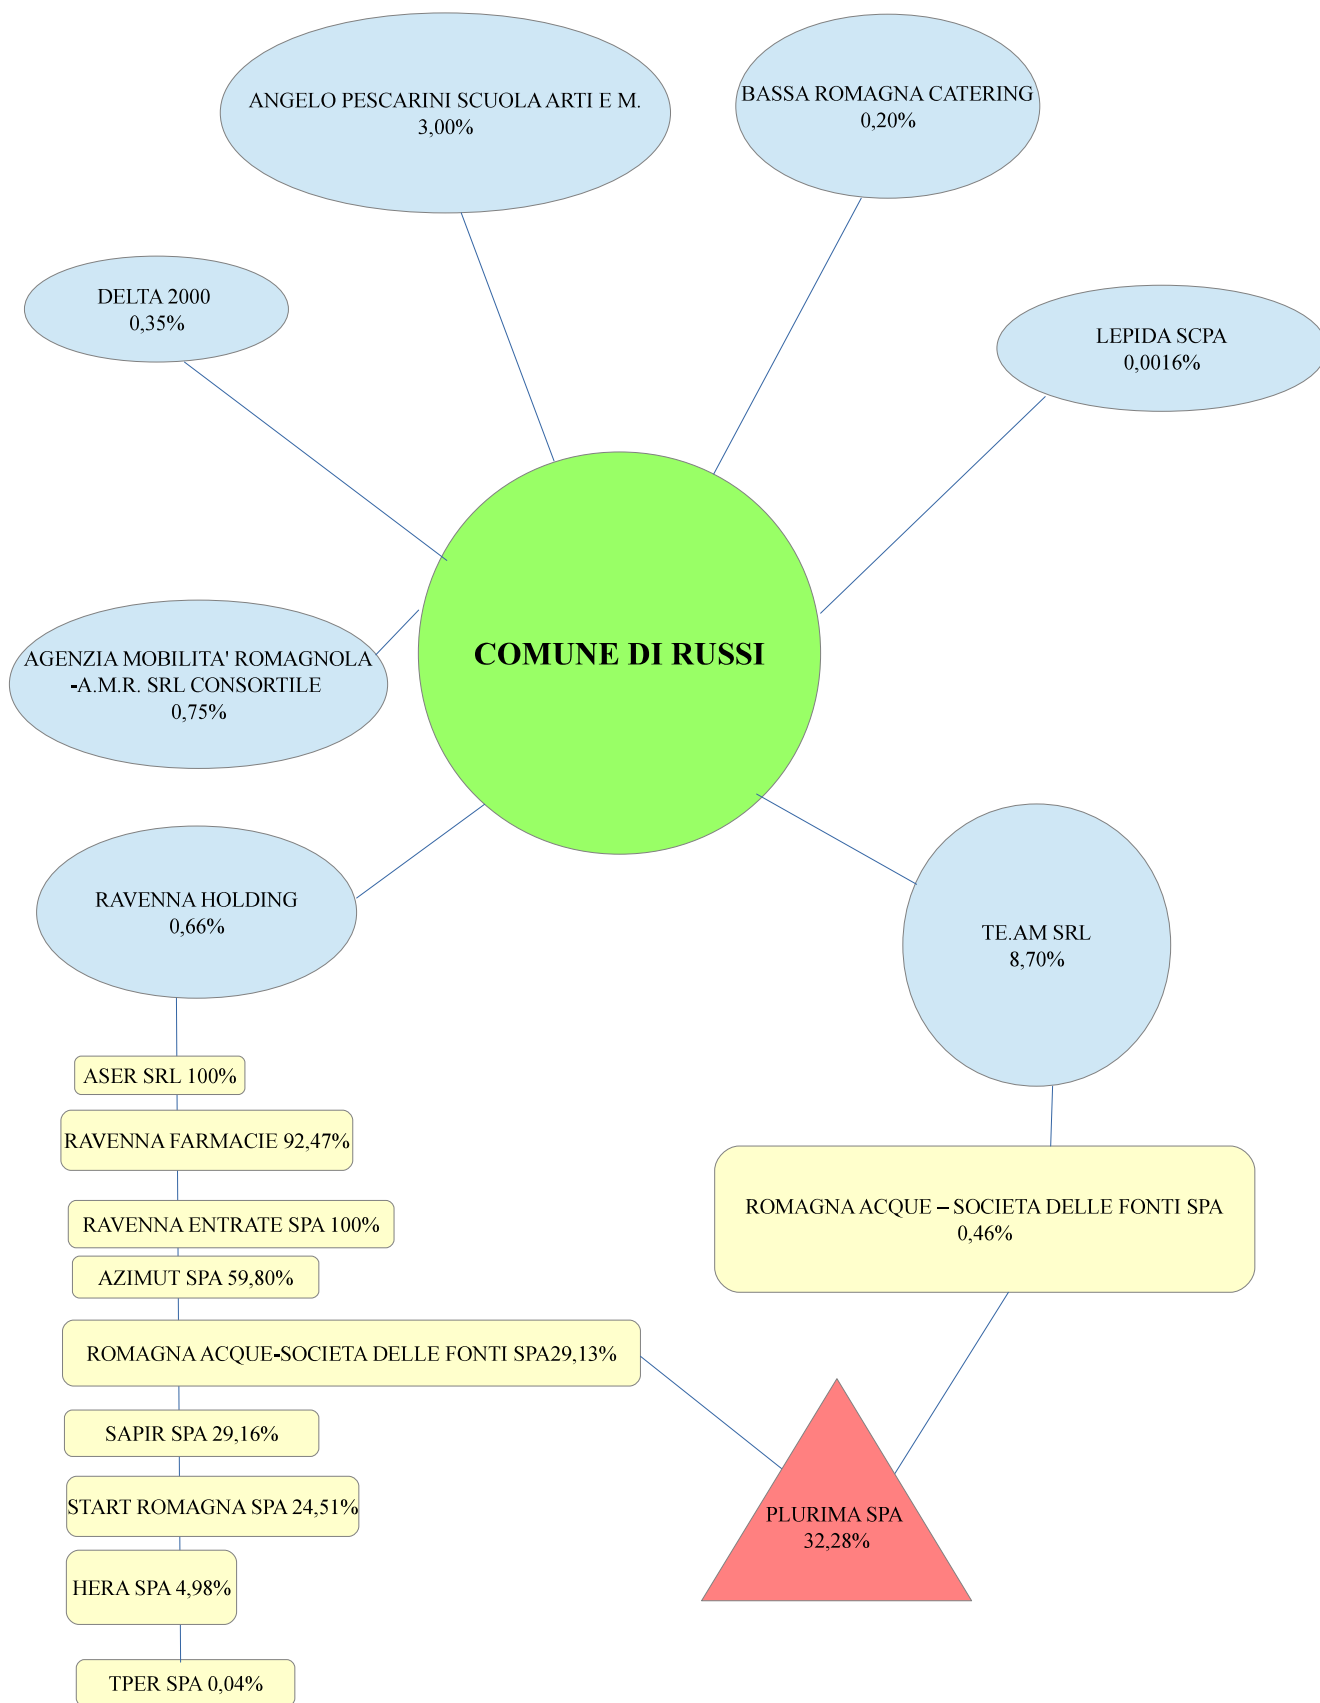 ANGELO PESCARINI SCUOLA ARTI E M.
3,00%
BASSA ROMAGNA CATERING
0,20%
DELTA 2000
0,35%
LEPIDA SCPA
0,0016%
COMUNE DI RUSSI
AGENZIA MOBILITA' ROMAGNOLA
-A.M.R. SRL CONSORTILE
0,75%
RAVENNA HOLDING
0,66%
TE.AM SRL
8,70%
ASER SRL 100%
RAVENNA FARMACIE 92,47%
RAVENNA ENTRATE SPA 100%
AZIMUT SPA 59,80%
ROMAGNA ACQUE – SOCIETA DELLE FONTI SPA
0,46%
ROMAGNA ACQUE-SOCIETA DELLE FONTI SPA29,13%
SAPIR SPA 29,16%
START ROMAGNA SPA 24,51%
HERA SPA 4,98%
TPER SPA 0,04%
PLURIMA SPA
32,28%